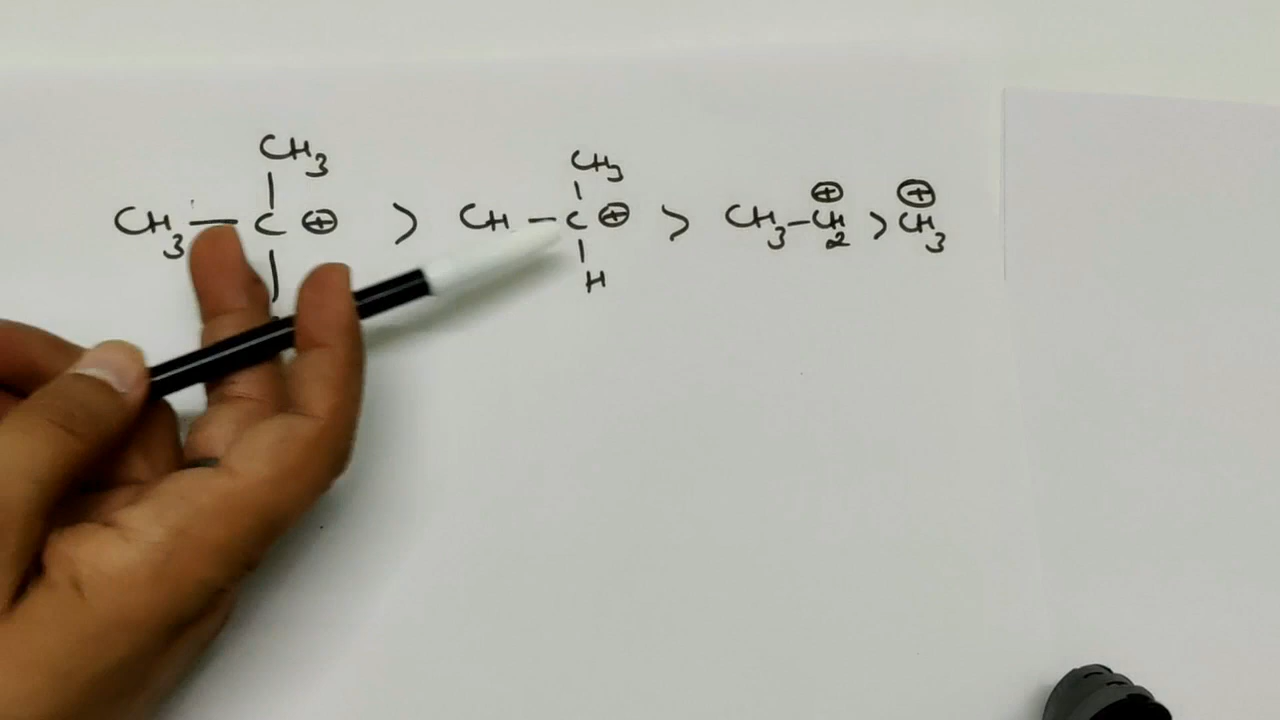 CH3 CH3
CH3 — C ⊕ > CH — C ⊕ > CH3 — CH2 ⊕ > CH3 ⊕
H